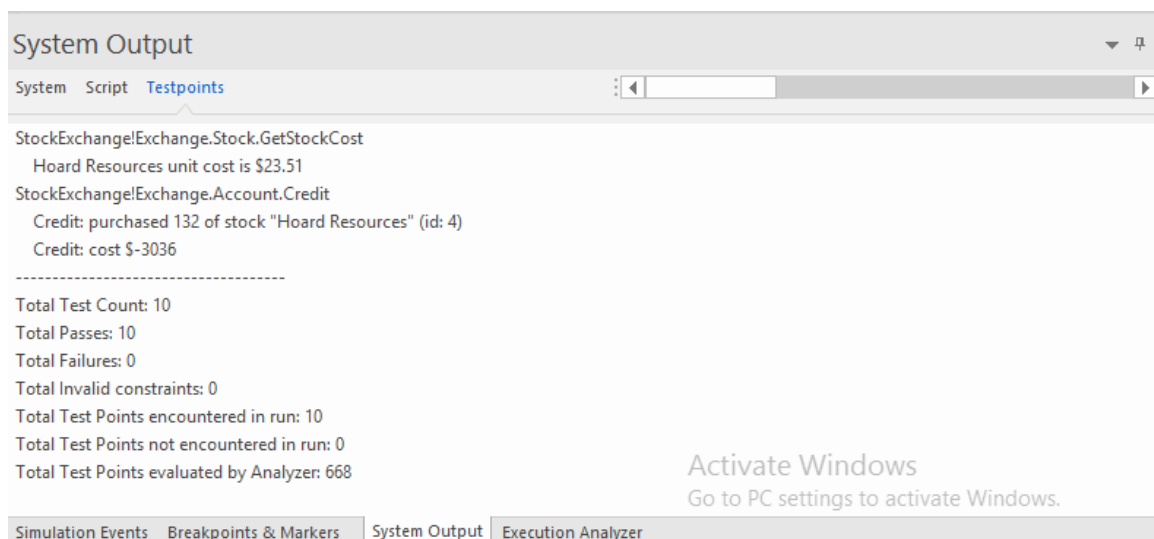 System Output
System Script Testpoints
StockExchange!Exchange.Stock.GetStockCost
Hoard Resources unit cost is $23.51
StockExchange!Exchange.Account.Credit
Credit: purchased 132 of stock "Hoard Resources" (id: 4)
Credit: cost $-3036
-------------------------------------
Total Test Count: 10
Total Passes: 10
Total Failures: 0
Total Invalid constraints: 0
Total Test Points encountered in run: 10
Total Test Points not encountered in run: 0
Total Test Points evaluated by Analyzer: 668
Activate Windows
Go to PC settings to activate Windows.
Simulation Events Breakpoints & Markers System Output Execution Analyzer